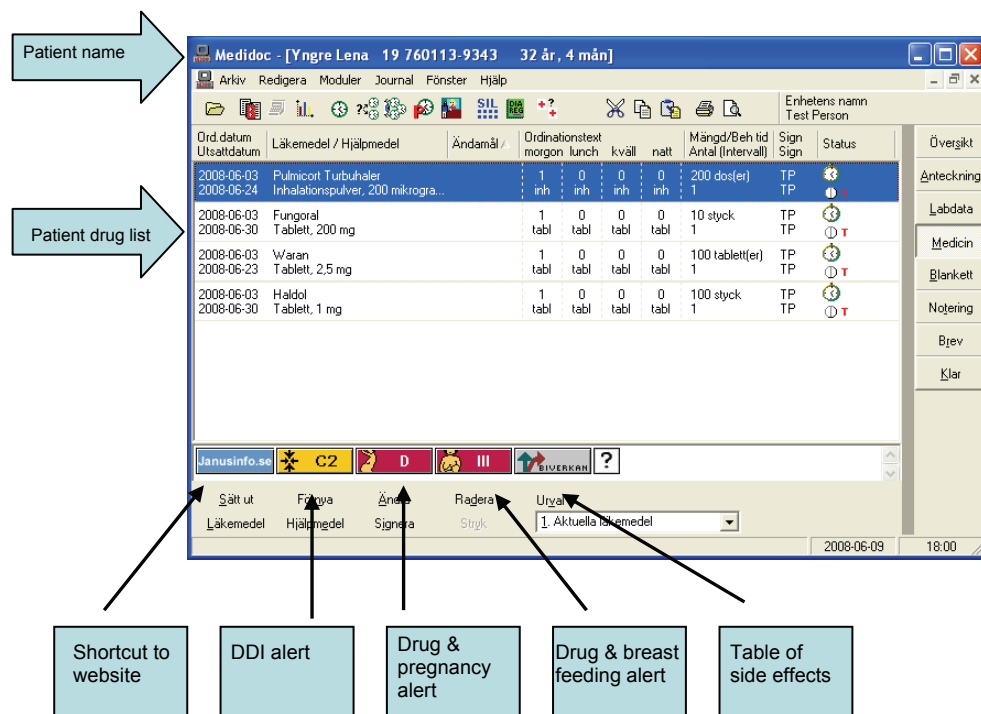 Patient name
Medidoc - [Yngre Lena 19 760113-9343 32 år, 4 mån]
Arkiv Redigera Moduler Journal Fönster Hjälp
SIL DIA REG
Enhetens namn
Test Person
Ord.datum Läkemedel / Hjälpmedel Ändamål Ordinationstext Mängd/Beh tid Sign Status
Utsattdatum morgon lunch kväll natt Antal (Intervall) Sign
2008-06-03 Pulmicort Turbuhaler 1 0 0 0 200 dos(er) TP
2008-06-24 Inhalationspulver, 200 mikrogra... inh inh inh inh 1 TP T
2008-06-03 Fungoral 1 0 0 0 10 styck TP
2008-06-30 Tablett, 200 mg tabl tabl tabl tabl 1 TP T
2008-06-03 Waran 1 0 0 0 100 tablett(er) TP
2008-06-23 Tablett, 2,5 mg tabl tabl tabl tabl 1 TP T
2008-06-03 Haldol 1 0 0 0 100 styck TP
2008-06-30 Tablett, 1 mg tabl tabl tabl tabl 1 TP T
Översikt
Anteckning
Labdata
Medicin
Blankett
Notering
Brev
Klar
Patient drug list
Janusinfo.se C2 D III BIVERKAN ?
Sätt ut Förnya Ändra Radera Urval
Läkemedel Hjälpmedel Signera Stryk 1. Aktuella läkemedel
2008-06-09 18:00
Shortcut to
website
DDI alert
Drug &
pregnancy
alert
Drug & breast
feeding alert
Table of
side effects